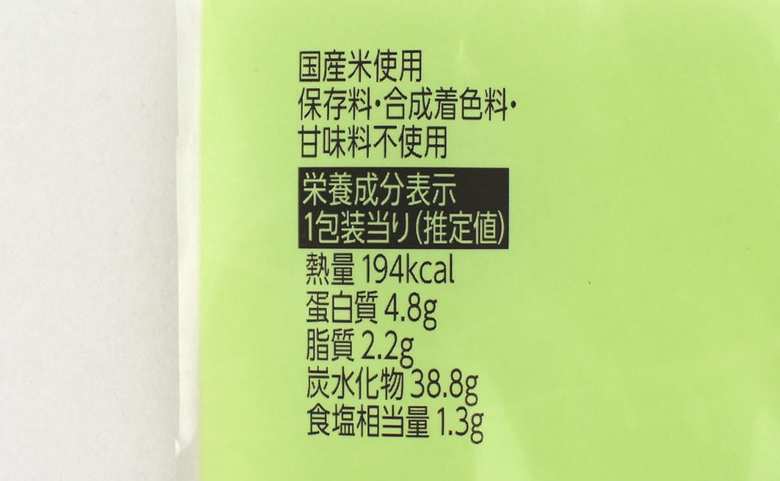 国産米使用
保存料・合成着色料・
甘味料不使用
栄養成分表示
1包装当り(推定値)
熱量 194kcal
蛋白質 4.8g
脂質 2.2g
炭水化物 38.8g
食塩相当量 1.3g